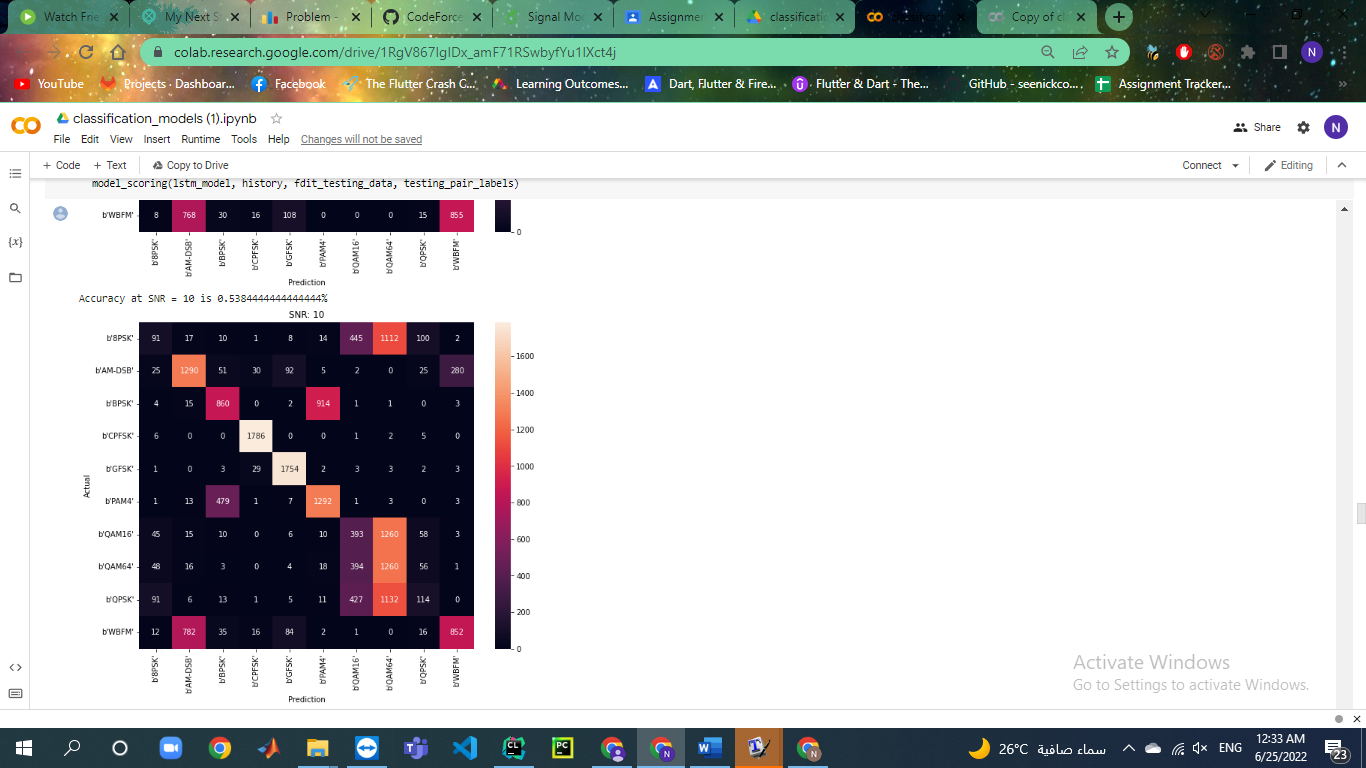 Watch Frie
My Next S
Problem -
CodeForce
Signal Mo
Assignmen
classificatio
Copy of cl
colab.research.google.com/drive/1RgV867IgIDx_amF71RSwbyfYu1lXct4j
N
YouTube
Projects · Dashboar...
Facebook
The Flutter Crash C...
Learning Outcomes...
Dart, Flutter & Fire...
Flutter & Dart - The...
GitHub - seenickco...
Assignment Tracker...
»
classification_models (1).ipynb
File Edit View Insert Runtime Tools Help Changes will not be saved
Share
N
+ Code + Text Copy to Drive
Connect
Editing
{x}
model_scoring(lstm_model, history, fdit_testing_data, testing_pair_labels)
b'WBFM' 8 768 30 16 108 0 0 0 15 855
0
b'8PSK' b'AM-DSB' b'BPSK' b'CPFSK' b'GFSK' b'PAM4' b'QAM16' b'QAM64' b'QPSK' b'WBFM'
Prediction
Accuracy at SNR = 10 is 0.5384444444444444%
SNR: 10
b'8PSK' 91 17 10 1 8 14 445 1112 100 2
b'AM-DSB' 25 1290 51 30 92 5 2 0 25 280
b'BPSK' 4 15 860 0 2 914 1 1 0 3
b'CPFSK' 6 0 0 1786 0 0 1 2 5 0
b'GFSK' 1 0 3 29 1754 2 3 3 2 3
b'PAM4' 1 13 479 1 7 1292 1 3 0 3
b'QAM16' 45 15 10 0 6 10 393 1260 58 3
b'QAM64' 48 16 3 0 4 18 394 1260 56 1
b'QPSK' 91 6 13 1 5 11 427 1132 114 0
b'WBFM' 12 782 35 16 84 2 1 0 16 852
Actual
1600
1400
1200
1000
800
600
400
200
0
b'8PSK' b'AM-DSB' b'BPSK' b'CPFSK' b'GFSK' b'PAM4' b'QAM16' b'QAM64' b'QPSK' b'WBFM'
Prediction
Activate Windows
Go to Settings to activate Windows.
26°C سماء صافية
ENG
12:33 AM
6/25/2022
23